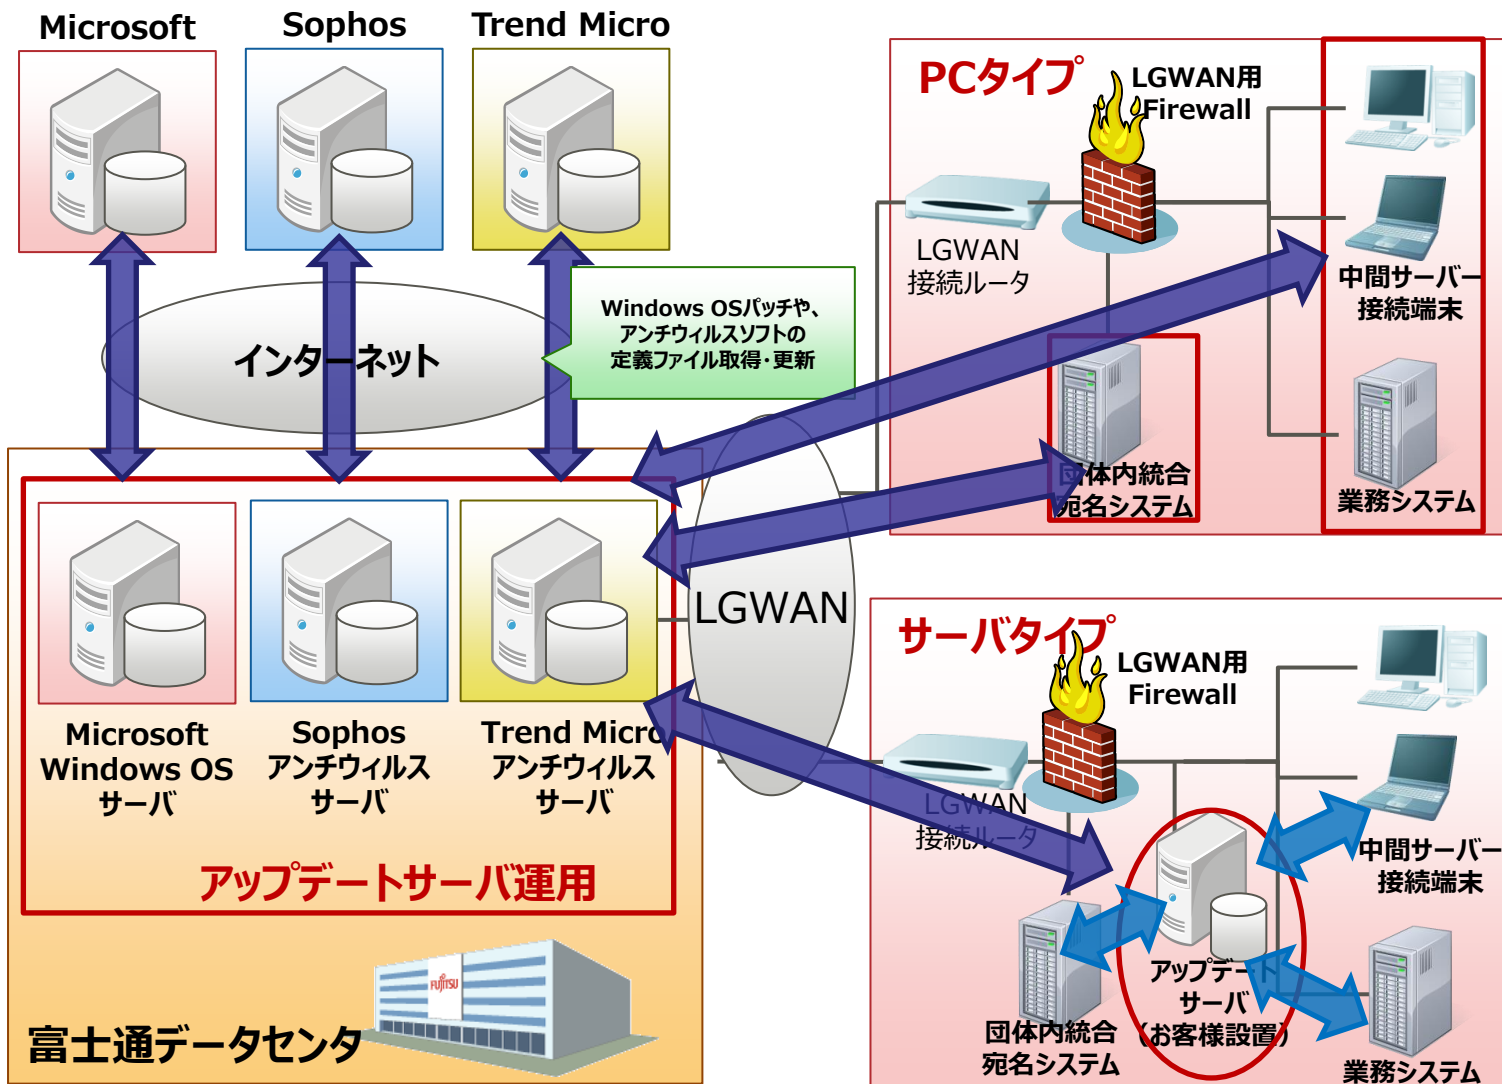 Microsoft
Sophos
Trend Micro
インターネット
Windows OSパッチや、
アンチウィルスソフトの
定義ファイル取得・更新
PCタイプ
LGWAN用
Firewall
LGWAN
接続ルータ
中間サーバー
接続端末
団体内統合
宛名システム
業務システム
LGWAN
Microsoft
Windows OS
サーバ
Sophos
アンチウィルス
サーバ
Trend Micro
アンチウィルス
サーバ
アップデートサーバ運用
FUJITSU
富士通データセンタ
サーバタイプ
LGWAN用
Firewall
LGWAN
接続ルータ
中間サーバー
接続端末
アップデート
サーバ
（お客様設置）
団体内統合
宛名システム
業務システム